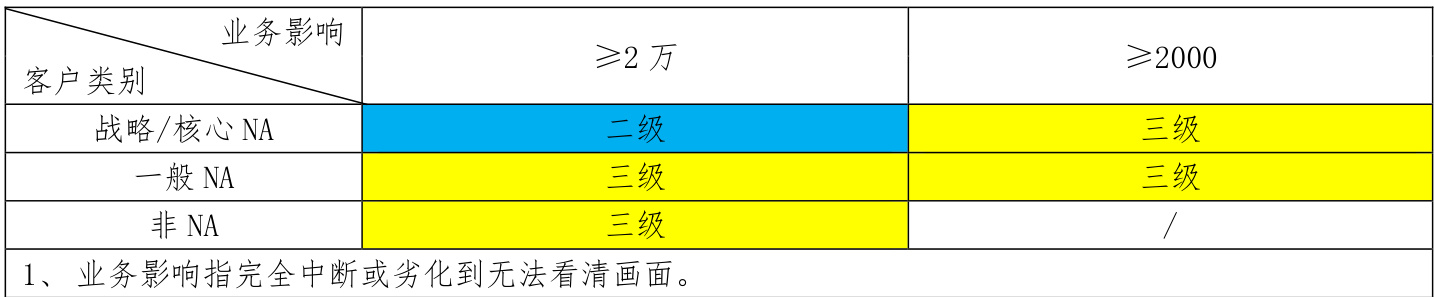 业务影响
客户类别
≥2 万
≥2000
战略/核心 NA
二级
三级
一般 NA
三级
三级
非 NA
三级
/
1、 业务影响指完全中断或劣化到无法看清画面。